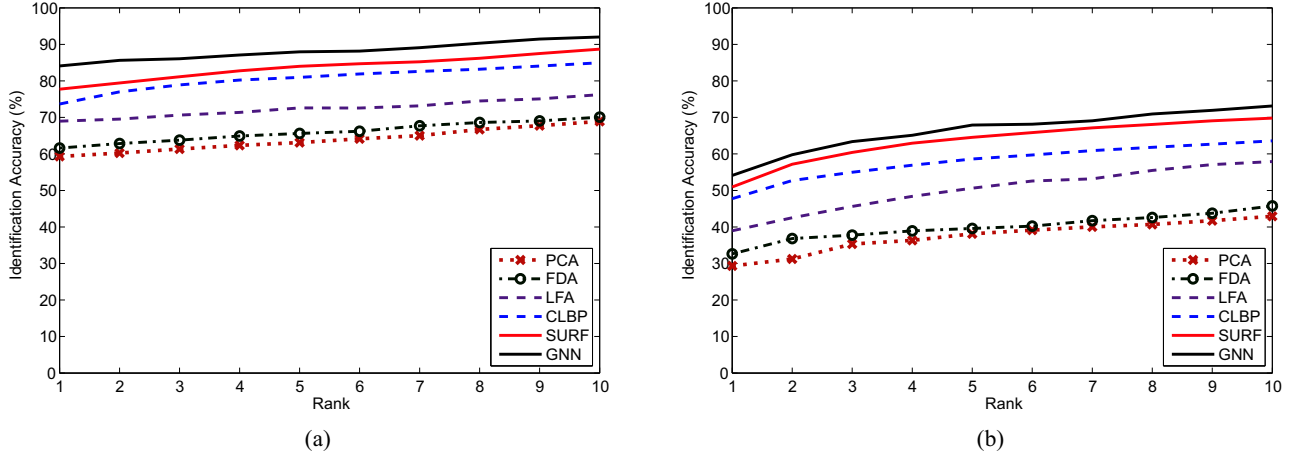 100
90
80
70
60
50
40
30
20
10
0
Identification Accuracy (%)
PCA
FDA
LFA
CLBP
SURF
GNN
1 2 3 4 5 6 7 8 9 10
Rank
(a)
100
90
80
70
60
50
40
30
20
10
0
Identification Accuracy (%)
PCA
FDA
LFA
CLBP
SURF
GNN
1 2 3 4 5 6 7 8 9 10
Rank
(b)